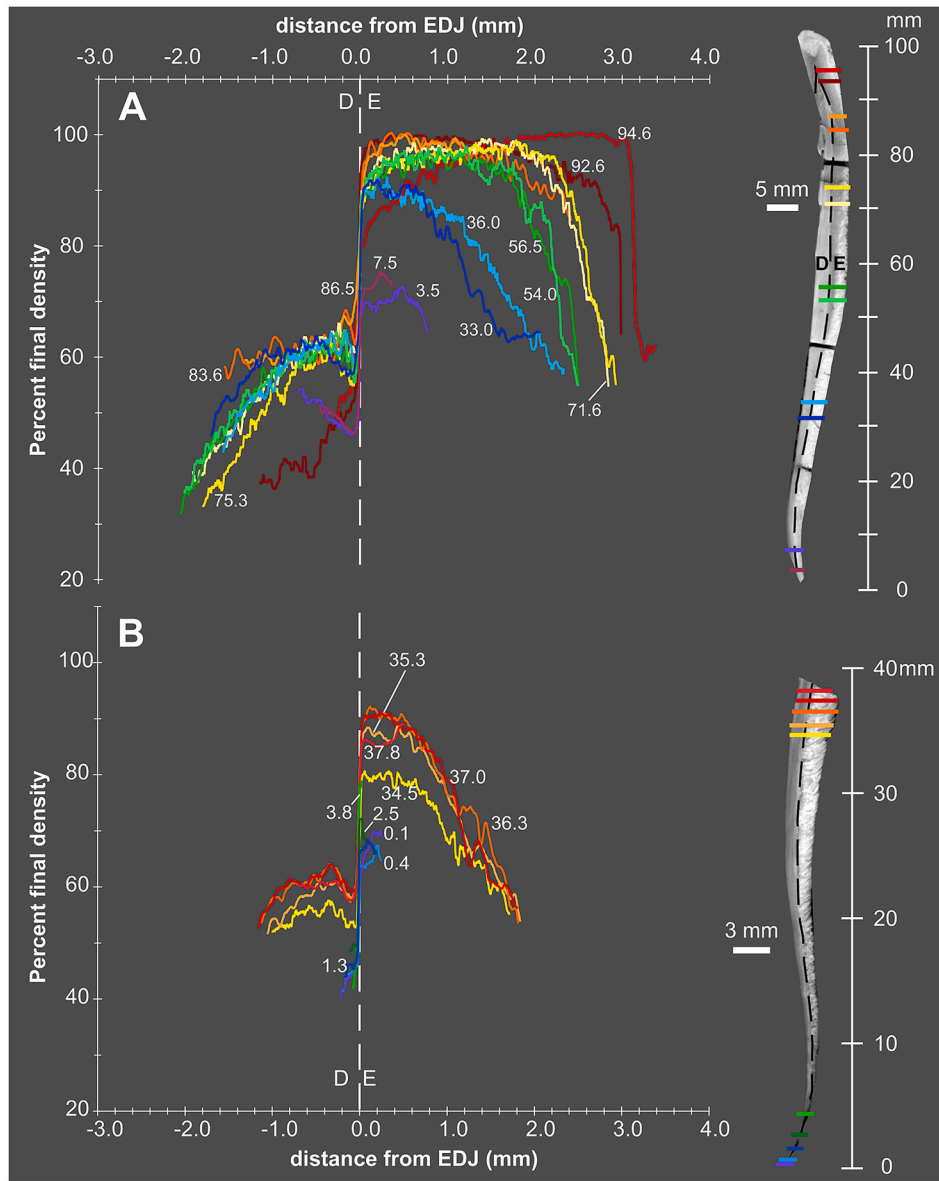 distance from EDJ (mm)
-3.0 -2.0 -1.0 0.0 1.0 2.0 3.0 4.0
mm
D E
A
100
80
60
40
20
Percent final density
94.6
92.6
36.0
56.5
7.5
86.5
3.5
54.0
33.0
83.6
71.6
75.3
5 mm
D E
100
80
60
40
20
0
B
100
80
60
40
20
Percent final density
35.3
37.8
37.0
34.5
3.8
2.5
36.3
0.1
0.4
1.3
D E
-3.0 -2.0 -1.0 0.0 1.0 2.0 3.0 4.0
distance from EDJ (mm)
40mm
30
20
3 mm
10
0